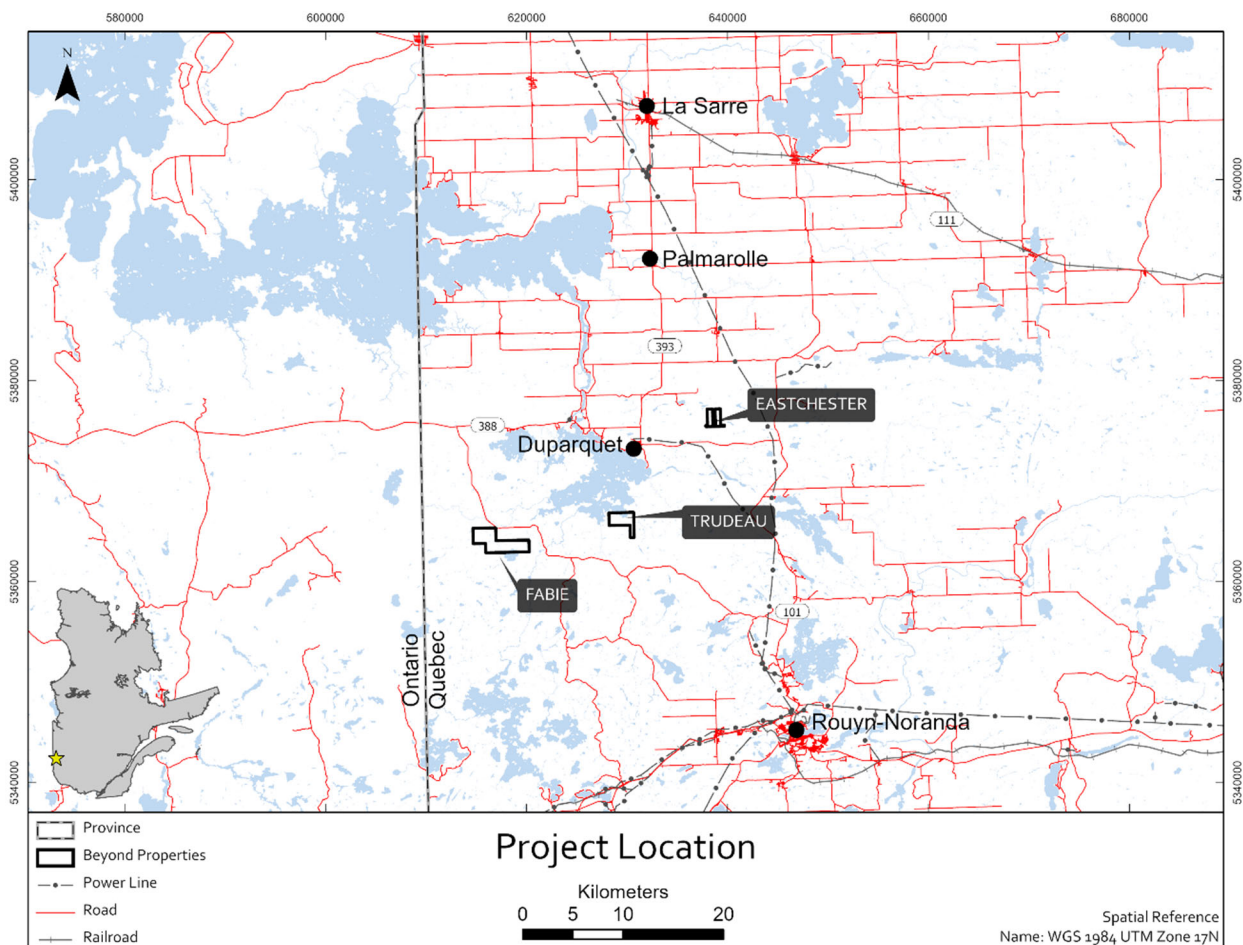 580000
600000
620000
640000
660000
680000
N
La Sarre
5400000
5400000
111
Palmarolle
393
5380000
5380000
EASTCHESTER
388
Duparquet
TRUDEAU
FABIE
5360000
5360000
101
Ontario
Quebec
Rouyn-Noranda
5340000
5340000
Province
Beyond Properties
Power Line
Road
Railroad
Project Location
Kilometers
0 5 10 20
Spatial Reference
Name: WGS 1984 UTM Zone 17N